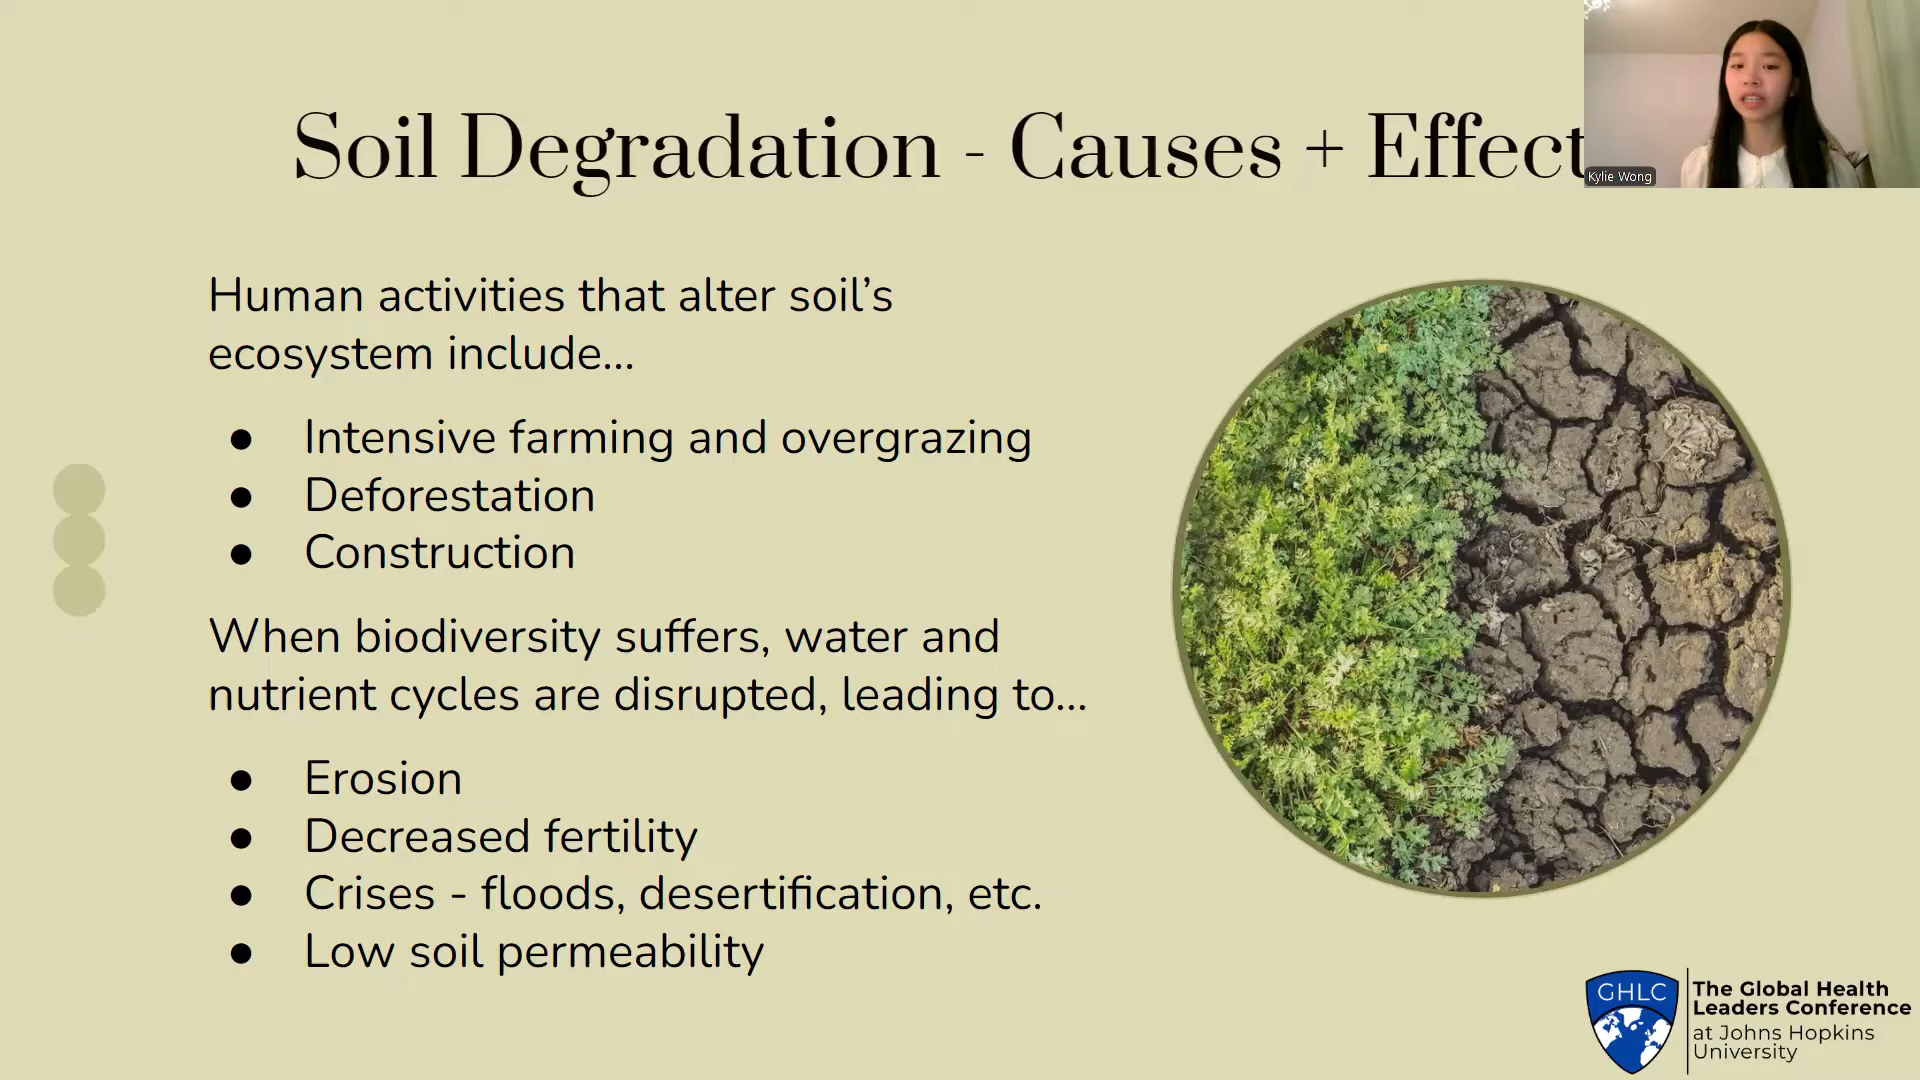 Soil Degradation - Causes + Effect
Kylie Wong
Human activities that alter soil’s
ecosystem include...
● Intensive farming and overgrazing
● Deforestation
● Construction
When biodiversity suffers, water and
nutrient cycles are disrupted, leading to...
● Erosion
● Decreased fertility
● Crises - floods, desertification, etc.
● Low soil permeability
GHLC
The Global Health
Leaders Conference
at Johns Hopkins
University